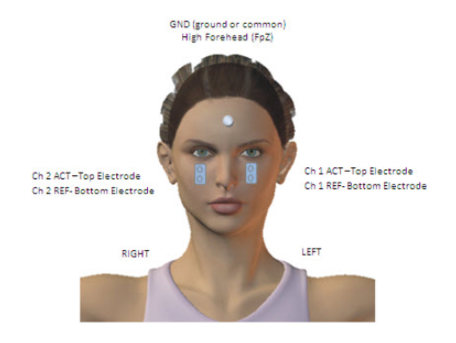 GND (ground or common)
High Forehead (FpZ)
Ch 2 ACT –Top Electrode
Ch 2 REF- Bottom Electrode
Ch 1 ACT –Top Electrode
Ch 1 REF- Bottom Electrode
RIGHT
LEFT